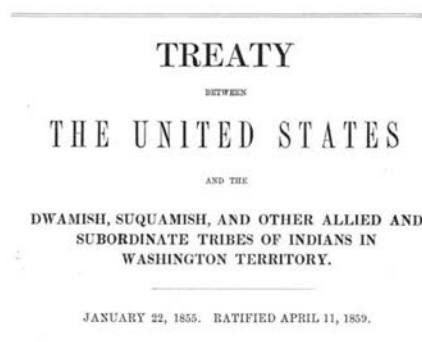 TREATY
BETWEEN
THE UNITED STATES
AND THE
DWAMISH, SUQUAMISH, AND OTHER ALLIED AND
SUBORDINATE TRIBES OF INDIANS IN
WASHINGTON TERRITORY.
JANUARY 22, 1855. RATIFIED APRIL 11, 1859.